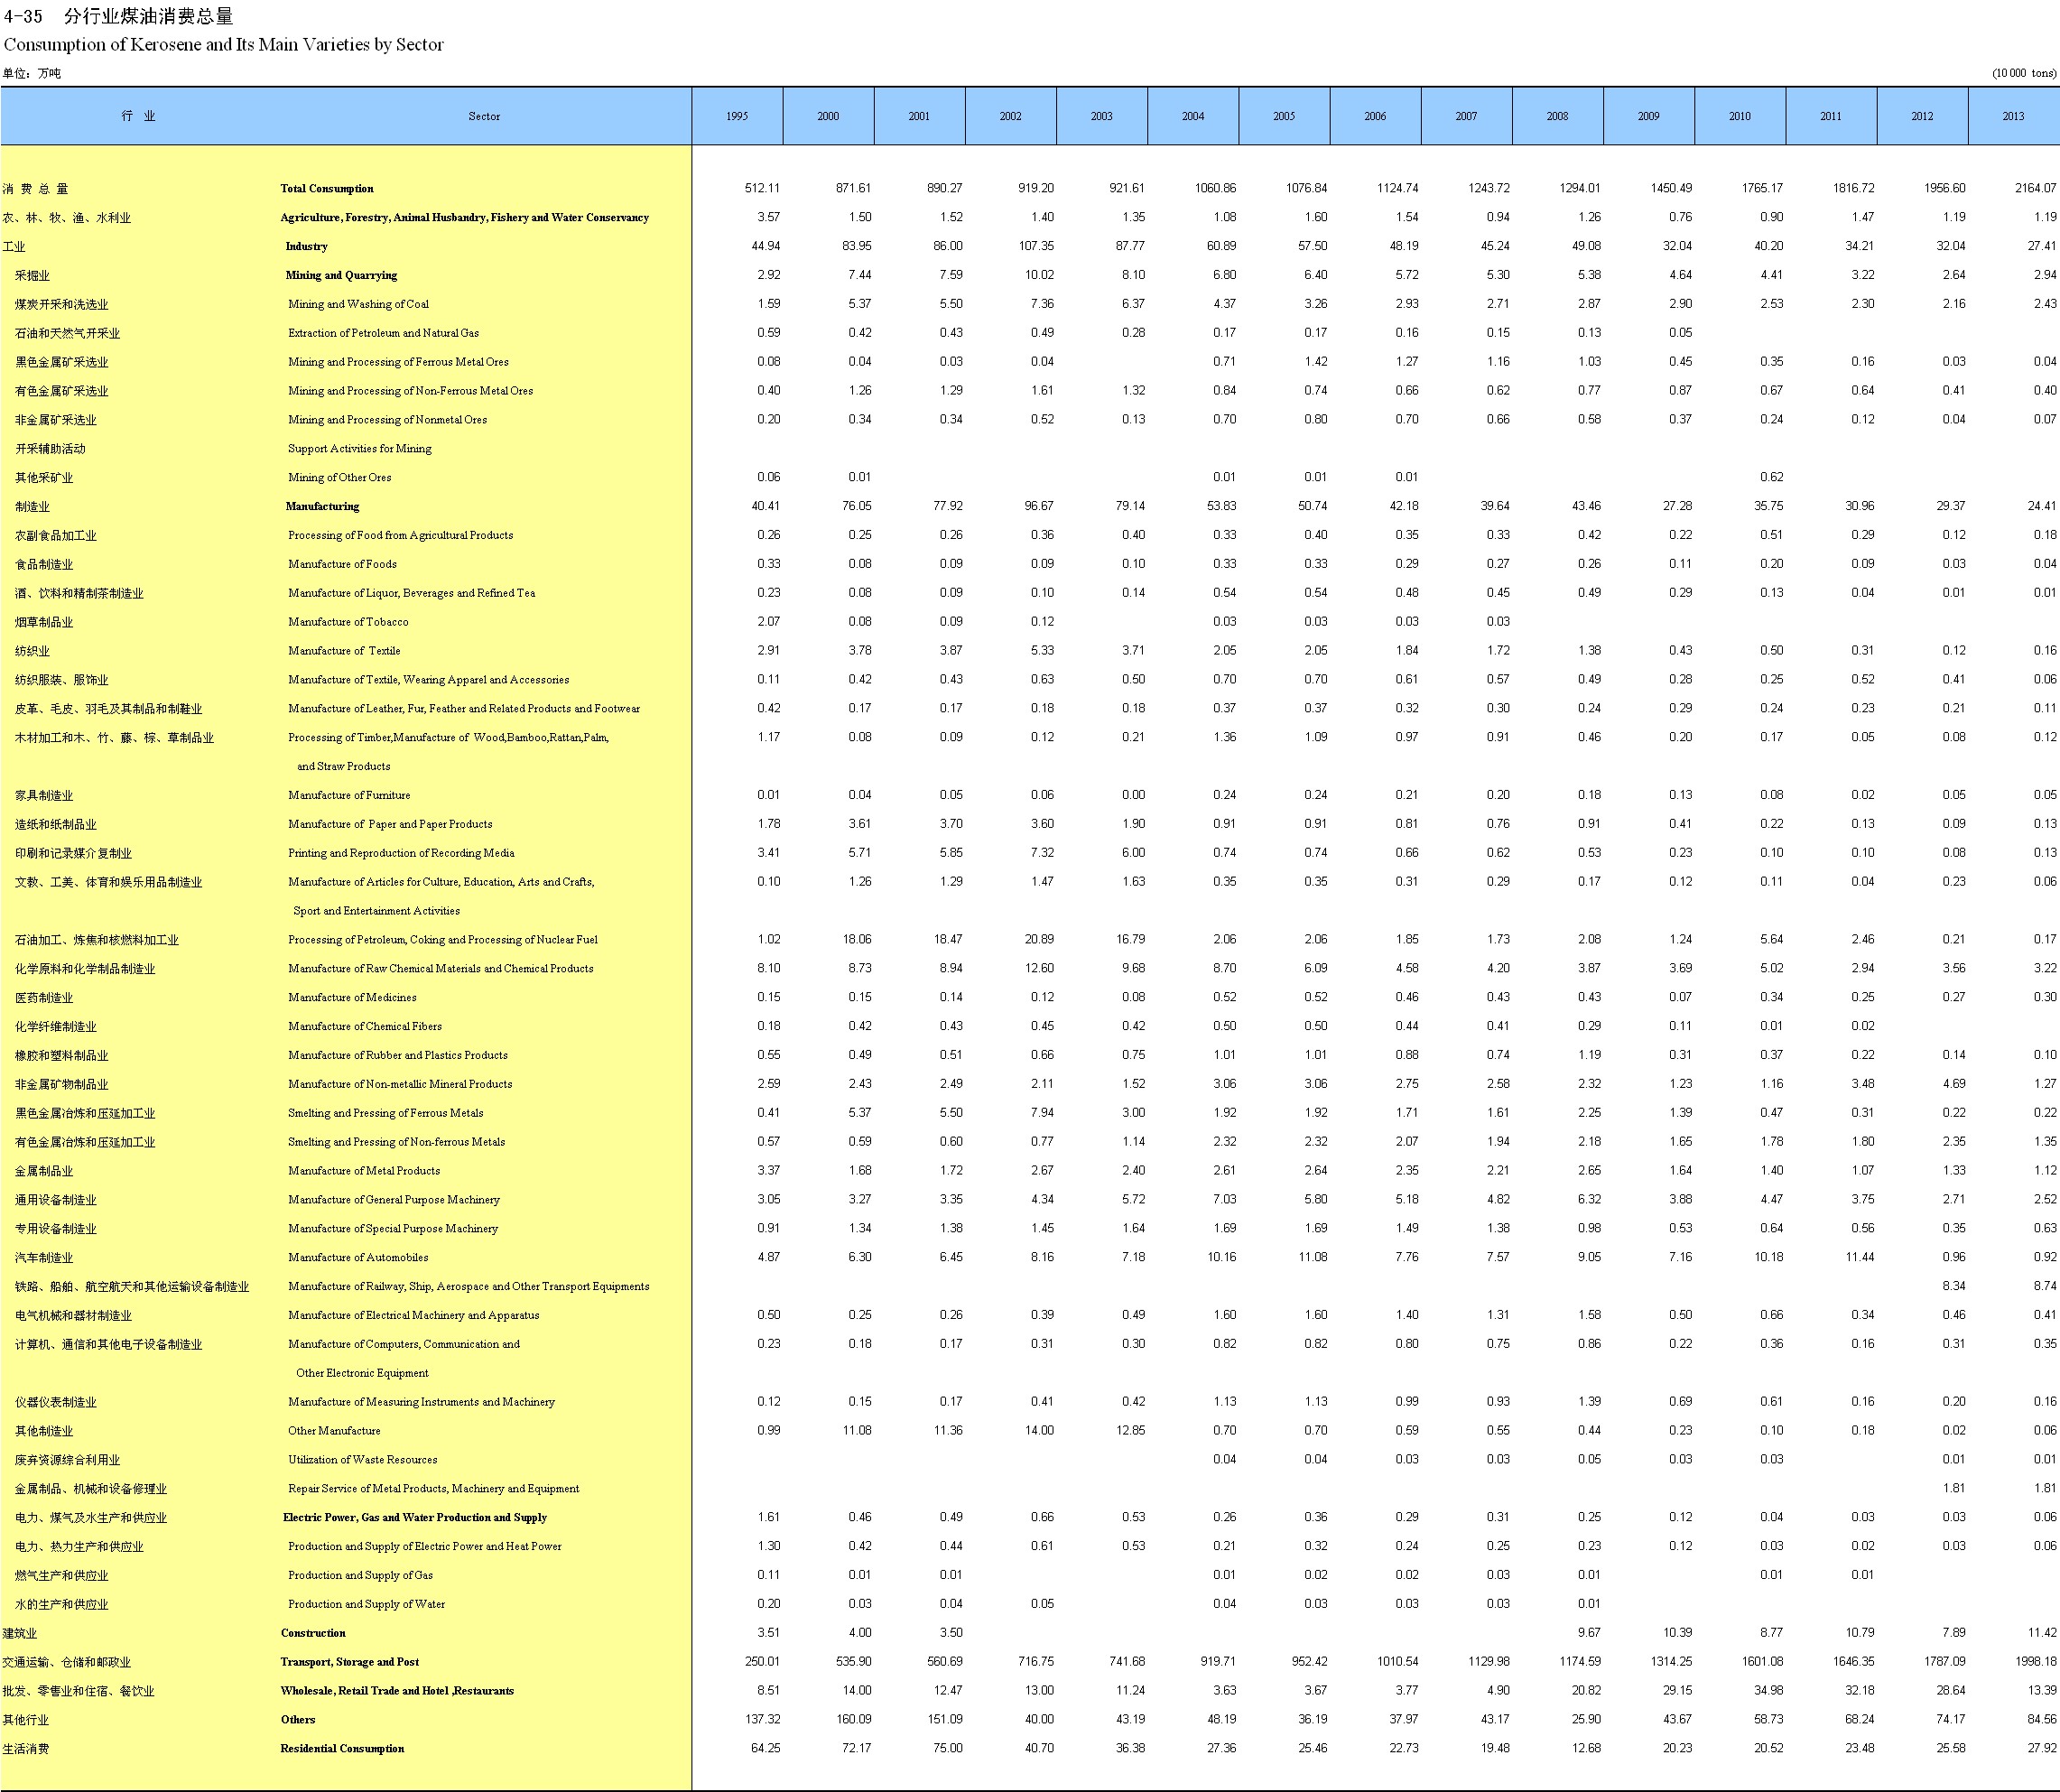 4-35 分行业煤油消费总量
Consumption of Kerosene and Its Main Varieties by Sector
单位：万吨 (10 000 tons)
行 业 Sector 1995 2000 2001 2002 2003 2004 2005 2006 2007 2008 2009 2010 2011 2012 2013
消 费 总 量 Total Consumption 512.11 871.61 890.27 919.20 921.61 1060.86 1076.84 1124.74 1243.72 1294.01 1450.49 1765.17 1816.72 1956.60 2164.07
农、林、牧、渔、水利业 Agriculture, Forestry, Animal Husbandry, Fishery and Water Conservancy 3.57 1.50 1.52 1.40 1.35 1.08 1.60 1.54 0.94 1.26 0.76 0.90 1.47 1.19 1.19
工业 Industry 44.94 83.95 86.00 107.35 87.77 60.89 57.50 48.19 45.24 49.08 32.04 40.20 34.21 32.04 27.41
采掘业 Mining and Quarrying 2.92 7.44 7.59 10.02 8.10 6.80 6.40 5.72 5.30 5.38 4.64 4.41 3.22 2.64 2.94
煤炭开采和洗选业 Mining and Washing of Coal 1.59 5.37 5.50 7.36 6.37 4.37 3.26 2.93 2.71 2.87 2.90 2.53 2.30 2.16 2.43
石油和天然气开采业 Extraction of Petroleum and Natural Gas 0.59 0.42 0.43 0.49 0.28 0.17 0.17 0.16 0.15 0.13 0.05
黑色金属矿采选业 Mining and Processing of Ferrous Metal Ores 0.08 0.04 0.03 0.04 0.71 1.42 1.27 1.16 1.03 0.45 0.35 0.16 0.03 0.04
有色金属矿采选业 Mining and Processing of Non-Ferrous Metal Ores 0.40 1.26 1.29 1.61 1.32 0.84 0.74 0.66 0.62 0.77 0.87 0.67 0.64 0.41 0.40
非金属矿采选业 Mining and Processing of Nonmetal Ores 0.20 0.34 0.34 0.52 0.13 0.70 0.80 0.70 0.66 0.58 0.37 0.24 0.12 0.04 0.07
开采辅助活动 Support Activities for Mining
其他采矿业 Mining of Other Ores 0.06 0.01 0.01 0.01 0.01 0.62
制造业 Manufacturing 40.41 76.05 77.92 96.67 79.14 53.83 50.74 42.18 39.64 43.46 27.28 35.75 30.96 29.37 24.41
农副食品加工业 Processing of Food from Agricultural Products 0.26 0.25 0.26 0.36 0.40 0.33 0.40 0.35 0.33 0.42 0.22 0.51 0.29 0.12 0.18
食品制造业 Manufacture of Foods 0.33 0.08 0.09 0.09 0.10 0.33 0.33 0.29 0.27 0.26 0.11 0.20 0.09 0.03 0.04
酒、饮料和精制茶制造业 Manufacture of Liquor, Beverages and Refined Tea 0.23 0.08 0.09 0.10 0.14 0.54 0.54 0.48 0.45 0.49 0.29 0.13 0.04 0.01 0.01
烟草制品业 Manufacture of Tobacco 2.07 0.08 0.09 0.12 0.03 0.03 0.03 0.03
纺织业 Manufacture of Textile 2.91 3.78 3.87 5.33 3.71 2.05 2.05 1.84 1.72 1.38 0.43 0.50 0.31 0.12 0.16
纺织服装、服饰业 Manufacture of Textile, Wearing Apparel and Accessories 0.11 0.42 0.43 0.63 0.50 0.70 0.70 0.61 0.57 0.49 0.28 0.25 0.52 0.41 0.06
皮革、毛皮、羽毛及其制品和制鞋业 Manufacture of Leather, Fur, Feather and Related Products and Footwear 0.42 0.17 0.17 0.18 0.18 0.37 0.37 0.32 0.30 0.24 0.29 0.24 0.23 0.21 0.11
木材加工和木、竹、藤、棕、草制品业 Processing of Timber,Manufacture of Wood,Bamboo,Rattan,Palm, 1.17 0.08 0.09 0.12 0.21 1.36 1.09 0.97 0.91 0.46 0.20 0.17 0.05 0.08 0.12
and Straw Products
家具制造业 Manufacture of Furniture 0.01 0.04 0.05 0.06 0.00 0.24 0.24 0.21 0.20 0.18 0.13 0.08 0.02 0.05 0.05
造纸和纸制品业 Manufacture of Paper and Paper Products 1.78 3.61 3.70 3.60 1.90 0.91 0.91 0.81 0.76 0.91 0.41 0.22 0.13 0.09 0.13
印刷和记录媒介复制业 Printing and Reproduction of Recording Media 3.41 5.71 5.85 7.32 6.00 0.74 0.74 0.66 0.62 0.53 0.23 0.10 0.10 0.08 0.13
文教、工美、体育和娱乐用品制造业 Manufacture of Articles for Culture, Education, Arts and Crafts, 0.10 1.26 1.29 1.47 1.63 0.35 0.35 0.31 0.29 0.17 0.12 0.11 0.04 0.23 0.06
Sport and Entertainment Activities
石油加工、炼焦和核燃料加工业 Processing of Petroleum, Coking and Processing of Nuclear Fuel 1.02 18.06 18.47 20.89 16.79 2.06 2.06 1.85 1.73 2.08 1.24 5.64 2.46 0.21 0.17
化学原料和化学制品制造业 Manufacture of Raw Chemical Materials and Chemical Products 8.10 8.73 8.94 12.60 9.68 8.70 6.09 4.58 4.20 3.87 3.69 5.02 2.94 3.56 3.22
医药制造业 Manufacture of Medicines 0.15 0.15 0.14 0.12 0.08 0.52 0.52 0.46 0.43 0.43 0.07 0.34 0.25 0.27 0.30
化学纤维制造业 Manufacture of Chemical Fibers 0.18 0.42 0.43 0.45 0.42 0.50 0.50 0.44 0.41 0.29 0.11 0.01 0.02
橡胶和塑料制品业 Manufacture of Rubber and Plastics Products 0.55 0.49 0.51 0.66 0.75 1.01 1.01 0.88 0.74 1.19 0.31 0.37 0.22 0.14 0.10
非金属矿物制品业 Manufacture of Non-metallic Mineral Products 2.59 2.43 2.49 2.11 1.52 3.06 3.06 2.75 2.58 2.32 1.23 1.16 3.48 4.69 1.27
黑色金属冶炼和压延加工业 Smelting and Pressing of Ferrous Metals 0.41 5.37 5.50 7.94 3.00 1.92 1.92 1.71 1.61 2.25 1.39 0.47 0.31 0.22 0.22
有色金属冶炼和压延加工业 Smelting and Pressing of Non-ferrous Metals 0.57 0.59 0.60 0.77 1.14 2.32 2.32 2.07 1.94 2.18 1.65 1.78 1.80 2.35 1.35
金属制品业 Manufacture of Metal Products 3.37 1.68 1.72 2.67 2.40 2.61 2.64 2.35 2.21 2.65 1.64 1.40 1.07 1.33 1.12
通用设备制造业 Manufacture of General Purpose Machinery 3.05 3.27 3.35 4.34 5.72 7.03 5.80 5.18 4.82 6.32 3.88 4.47 3.75 2.71 2.52
专用设备制造业 Manufacture of Special Purpose Machinery 0.91 1.34 1.38 1.45 1.64 1.69 1.69 1.49 1.38 0.98 0.53 0.64 0.56 0.35 0.63
汽车制造业 Manufacture of Automobiles 4.87 6.30 6.45 8.16 7.18 10.16 11.08 7.76 7.57 9.05 7.16 10.18 11.44 0.96 0.92
铁路、船舶、航空航天和其他运输设备制造业 Manufacture of Railway, Ship, Aerospace and Other Transport Equipments 8.34 8.74
电气机械和器材制造业 Manufacture of Electrical Machinery and Apparatus 0.50 0.25 0.26 0.39 0.49 1.60 1.60 1.40 1.31 1.58 0.50 0.66 0.34 0.46 0.41
计算机、通信和其他电子设备制造业 Manufacture of Computers, Communication and 0.23 0.18 0.17 0.31 0.30 0.82 0.82 0.80 0.75 0.86 0.22 0.36 0.16 0.31 0.35
Other Electronic Equipment
仪器仪表制造业 Manufacture of Measuring Instruments and Machinery 0.12 0.15 0.17 0.41 0.42 1.13 1.13 0.99 0.93 1.39 0.69 0.61 0.16 0.20 0.16
其他制造业 Other Manufacture 0.99 11.08 11.36 14.00 12.85 0.70 0.70 0.59 0.55 0.44 0.23 0.10 0.18 0.02 0.06
废弃资源综合利用业 Utilization of Waste Resources 0.04 0.04 0.03 0.03 0.05 0.03 0.03 0.01 0.01
金属制品、机械和设备修理业 Repair Service of Metal Products, Machinery and Equipment 1.81 1.81
电力、煤气及水生产和供应业 Electric Power, Gas and Water Production and Supply 1.61 0.46 0.49 0.66 0.53 0.26 0.36 0.29 0.31 0.25 0.12 0.04 0.03 0.03 0.06
电力、热力生产和供应业 Production and Supply of Electric Power and Heat Power 1.30 0.42 0.44 0.61 0.53 0.21 0.32 0.24 0.25 0.23 0.12 0.03 0.02 0.03 0.06
燃气生产和供应业 Production and Supply of Gas 0.11 0.01 0.01 0.01 0.02 0.02 0.03 0.01 0.01 0.01
水的生产和供应业 Production and Supply of Water 0.20 0.03 0.04 0.05 0.04 0.03 0.03 0.03 0.01
建筑业 Construction 3.51 4.00 3.50 9.67 10.39 8.77 10.79 7.89 11.42
交通运输、仓储和邮政业 Transport, Storage and Post 250.01 535.90 560.69 716.75 741.68 919.71 952.42 1010.54 1129.98 1174.59 1314.25 1601.08 1646.35 1787.09 1998.18
批发、零售业和住宿、餐饮业 Wholesale, Retail Trade and Hotel ,Restaurants 8.51 14.00 12.47 13.00 11.24 3.63 3.67 3.77 4.90 20.82 29.15 34.98 32.18 28.64 13.39
其他行业 Others 137.32 160.09 151.09 40.00 43.19 48.19 36.19 37.97 43.17 25.90 43.67 58.73 68.24 74.17 84.56
生活消费 Residential Consumption 64.25 72.17 75.00 40.70 36.38 27.36 25.46 22.73 19.48 12.68 20.23 20.52 23.48 25.58 27.92